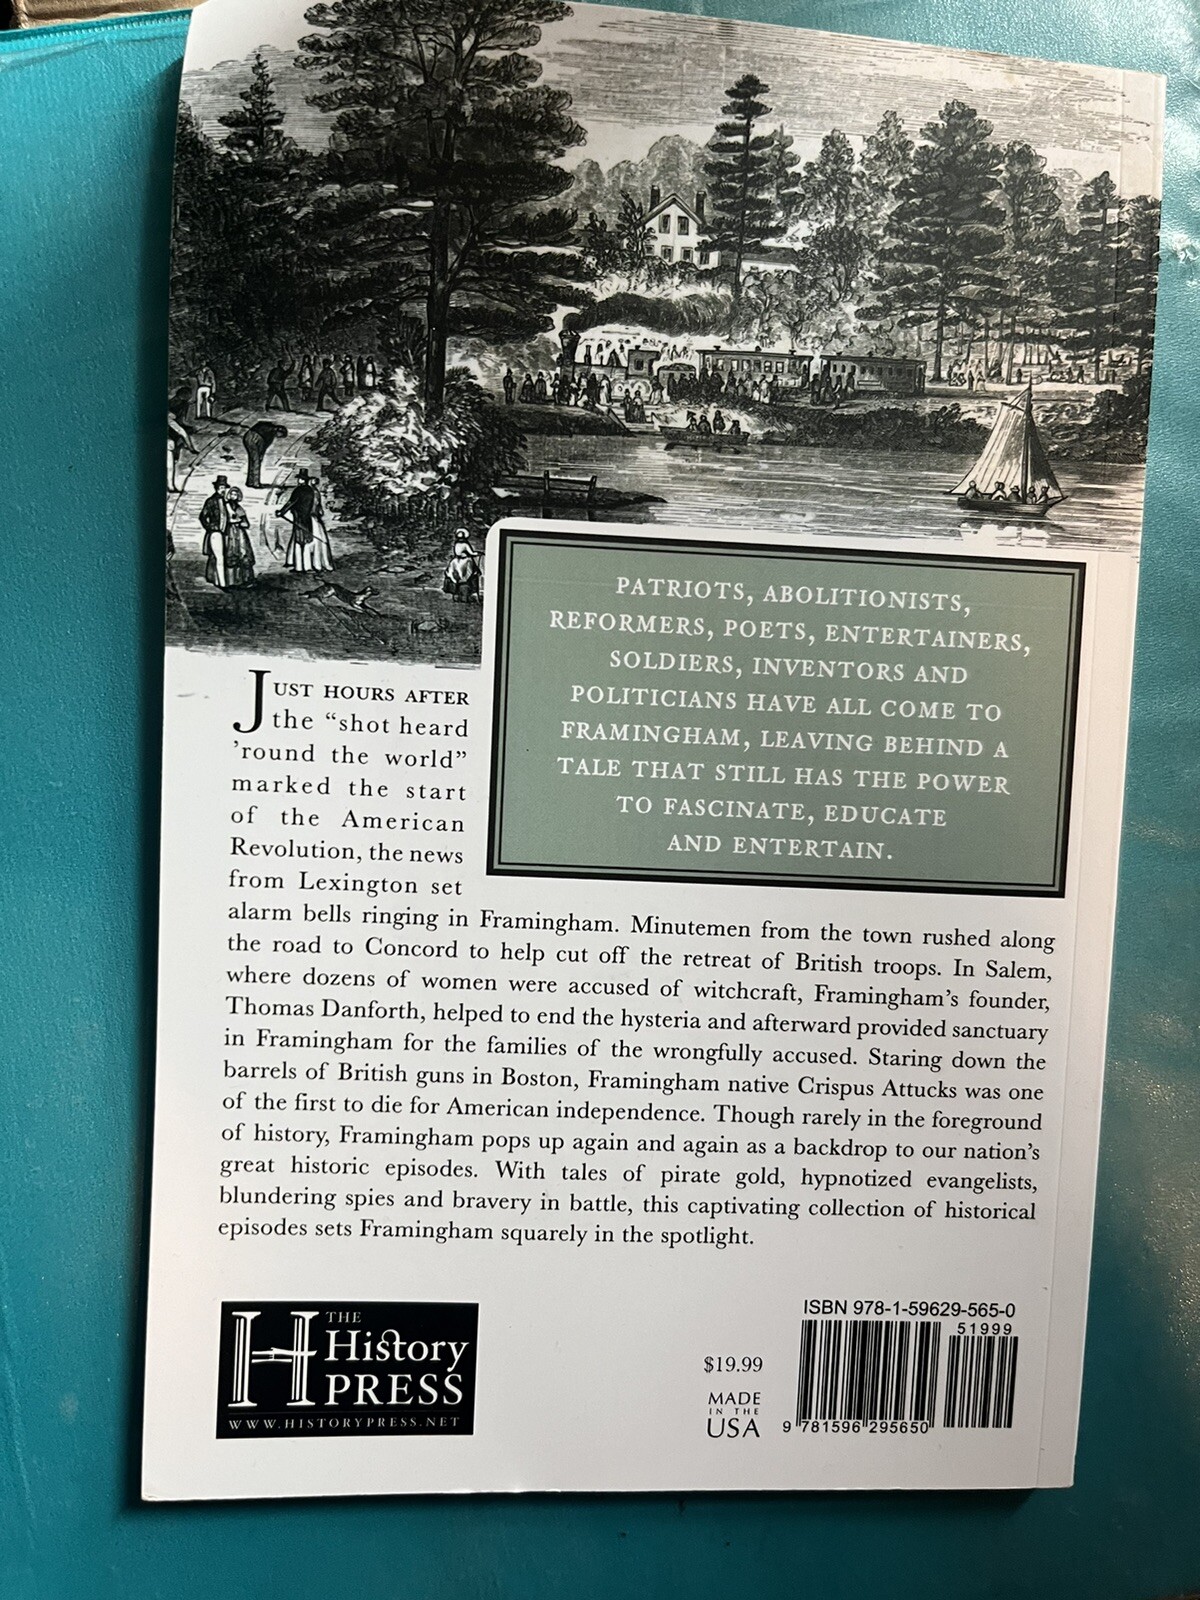 PATRIOTS, ABOLITIONISTS,
REFORMERS, POETS, ENTERTAINERS,
SOLDIERS, INVENTORS AND
POLITICIANS HAVE ALL COME TO
FRAMINGHAM, LEAVING BEHIND A
TALE THAT STILL HAS THE POWER
TO FASCINATE, EDUCATE
AND ENTERTAIN.
JUST HOURS AFTER
the “shot heard
’round the world”
marked the start
of the American
Revolution, the news
from Lexington set
alarm bells ringing in Framingham. Minutemen from the town rushed along
the road to Concord to help cut off the retreat of British troops. In Salem,
where dozens of women were accused of witchcraft, Framingham’s founder,
Thomas Danforth, helped to end the hysteria and afterward provided sanctuary
in Framingham for the families of the wrongfully accused. Staring down the
barrels of British guns in Boston, Framingham native Crispus Attucks was one
of the first to die for American independence. Though rarely in the foreground
of history, Framingham pops up again and again as a backdrop to our nation’s
great historic episodes. With tales of pirate gold, hypnotized evangelists,
blundering spies and bravery in battle, this captivating collection of historical
episodes sets Framingham squarely in the spotlight.
H THE
History
PRESS
WWW.HISTORYPRESS.NET
$19.99
MADE
IN THE
USA
ISBN 978-1-59629-565-0
51999
9 781596 295650